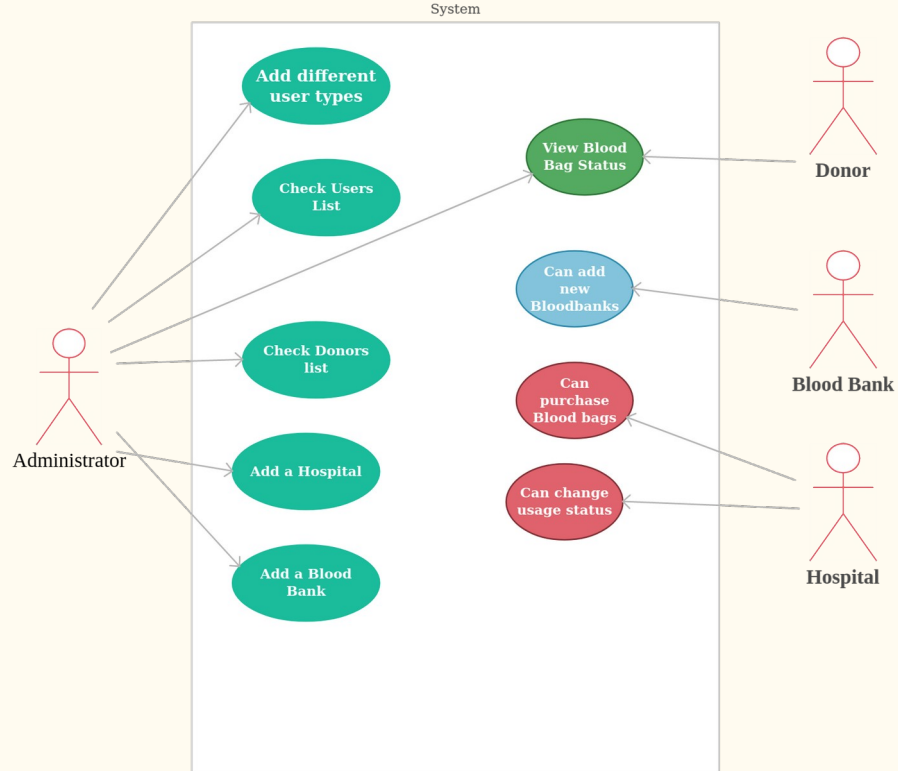 System
Add different
user types
Check Users
List
Check Donors
list
Add a Hospital
Add a Blood
Bank
View Blood
Bag Status
Can add
new
Bloodbanks
Can
purchase
Blood bags
Can change
usage status
Administrator
Donor
Blood Bank
Hospital